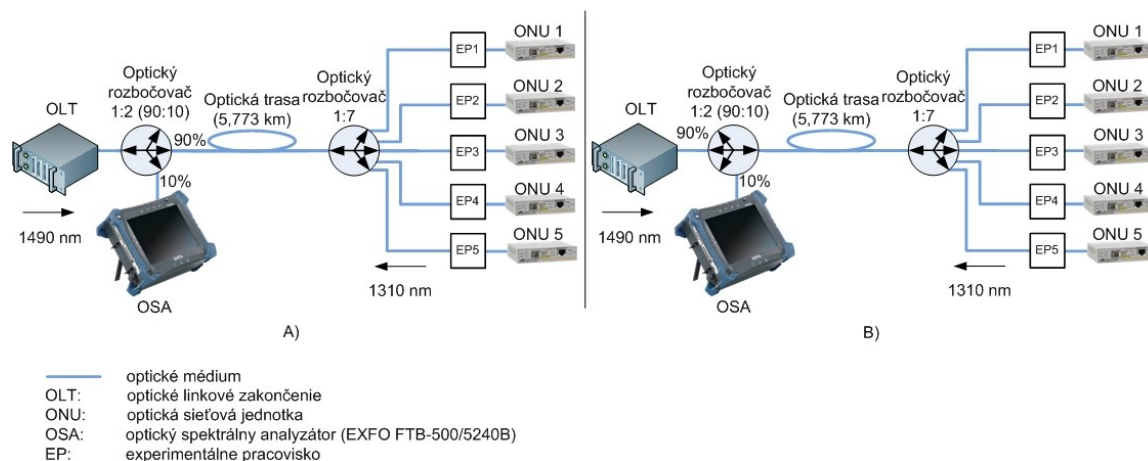 OLT
Optický
rozbočovač
1:2 (90:10)
90%
10%
Optická trasa
(5,773 km)
Optický
rozbočovač
1:7
EP1
ONU 1
EP2
ONU 2
EP3
ONU 3
EP4
ONU 4
EP5
ONU 5
1490 nm
1310 nm
OSA
A)
OLT
Optický
rozbočovač
1:2 (90:10)
90%
10%
Optická trasa
(5,773 km)
Optický
rozbočovač
1:7
EP1
ONU 1
EP2
ONU 2
EP3
ONU 3
EP4
ONU 4
EP5
ONU 5
1490 nm
1310 nm
OSA
B)
optické médium
OLT: optické linkové zakončenie
ONU: optická sieťová jednotka
OSA: optický spektrálny analyzátor (EXFO FTB-500/5240B)
EP: experimentálne pracovisko